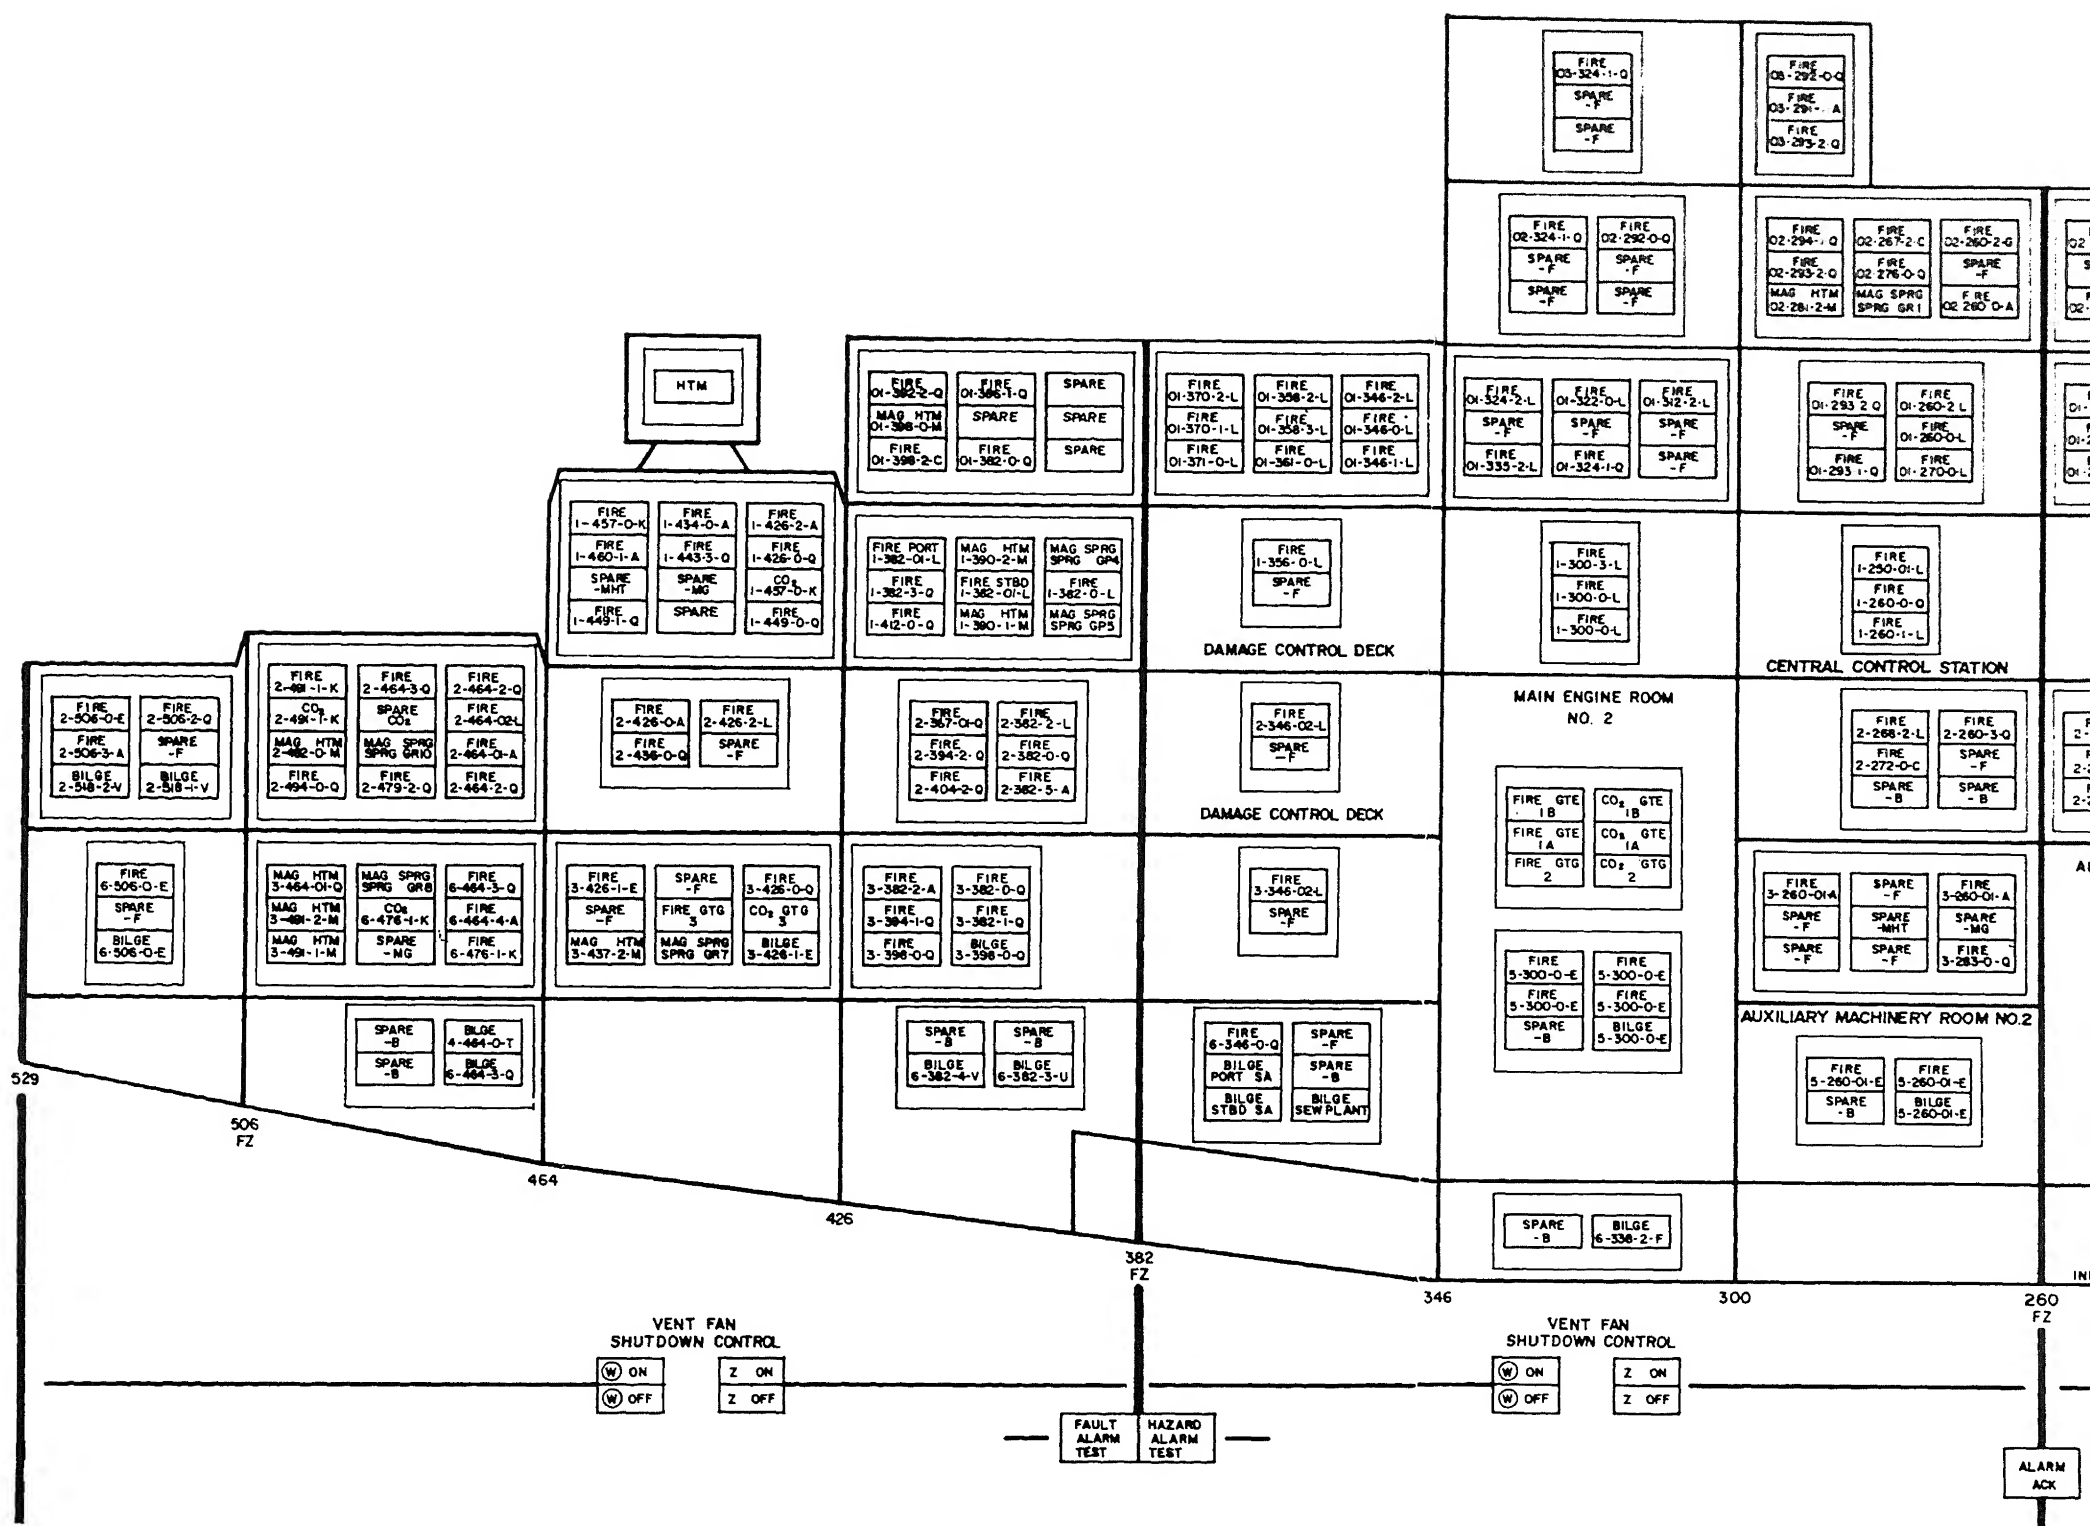 FIRE
03-324-1-Q
SPARE
-F
SPARE
-F
FIRE
03-292-0-Q
FIRE
03-291- A
FIRE
03-293-2-Q
FIRE
02-324-1-Q
SPARE
-F
SPARE
-F
FIRE
02-292-0-Q
SPARE
-F
SPARE
-F
FIRE
02-294- Q
FIRE
02-293-2-Q
MAG HTM
02-281-2-M
FIRE
02-267-2-C
FIRE
02-276-0-Q
MAG SPRG
SPRG GR1
FIRE
02-260-2-G
SPARE
-F
FIRE
02 260 0-A
HTM
FIRE
01-382-2-Q
MAG HTM
01-398-0-M
FIRE
01-398-2-C
FIRE
01-386-1-Q
SPARE
FIRE
01-382-0-Q
SPARE
SPARE
SPARE
FIRE
01-370-2-L
FIRE
01-370-1-L
FIRE
01-371-0-L
FIRE
01-358-2-L
FIRE
01-358-3-L
FIRE
01-361-0-L
FIRE
01-346-2-L
FIRE
01-346-0-L
FIRE
01-346-1-L
FIRE
01-324-2-L
SPARE
-F
FIRE
01-335-2-L
FIRE
01-322-0-L
SPARE
-F
FIRE
01-324-1-Q
FIRE
01-312-2-L
SPARE
-F
SPARE
-F
FIRE
01-293 2 Q
SPARE
-F
FIRE
01-293 1-Q
FIRE
01-260-2 L
FIRE
01-260-0-L
FIRE
01-270-0-L
FIRE
1-457-0-K
FIRE
1-460-1-A
SPARE
-MHT
FIRE
1-449-1-Q
FIRE
1-434-0-A
FIRE
1-443-3-Q
SPARE
-MG
SPARE
FIRE
1-426-2-A
FIRE
1-426-0-Q
CO₂
1-457-0-K
FIRE
1-449-0-Q
FIRE PORT
1-382-01-L
FIRE
1-382-3-Q
FIRE
1-412-0-Q
MAG HTM
1-390-2-M
FIRE STBD
1-382-01-L
MAG HTM
1-390-1-M
MAG SPRG
SPRG GP4
FIRE
1-382-0-L
MAG SPRG
SPRG GP5
FIRE
1-356-0-L
SPARE
-F
DAMAGE CONTROL DECK
FIRE
1-300-3-L
FIRE
1-300-0-L
FIRE
1-300-0-L
FIRE
1-250-01-L
FIRE
1-260-0-Q
FIRE
1-260-1-L
CENTRAL CONTROL STATION
FIRE
2-506-0-E
FIRE
2-506-3-A
BILGE
2-518-2-V
FIRE
2-506-2-Q
SPARE
-F
BILGE
2-518-1-V
FIRE
2-491-1-K
CO₂
2-491-1-K
MAG HTM
2-482-0-M
FIRE
2-494-0-Q
FIRE
2-464-3-Q
SPARE
CO₂
MAG SPRG
SPRG GR10
FIRE
2-479-2-Q
FIRE
2-464-2-Q
FIRE
2-464-02-L
FIRE
2-464-01-A
FIRE
2-464-2-Q
FIRE
2-426-0-A
FIRE
2-436-0-Q
FIRE
2-426-2-L
SPARE
-F
FIRE
2-387-01-Q
FIRE
2-394-2-Q
FIRE
2-404-2-Q
FIRE
2-382-2-L
FIRE
2-382-0-Q
FIRE
2-382-5-A
FIRE
2-346-02-L
SPARE
-F
DAMAGE CONTROL DECK
MAIN ENGINE ROOM
NO. 2
FIRE GTE
1B
FIRE GTE
1A
FIRE GTG
2
CO₂ GTE
1B
CO₂ GTE
1A
CO₂ GTG
2
FIRE
2-268-2-L
FIRE
2-272-0-C
SPARE
-B
FIRE
2-260-3-Q
SPARE
-F
SPARE
-B
FIRE
6-506-0-E
SPARE
-F
BILGE
6-506-0-E
MAG HTM
3-464-01-Q
MAG HTM
3-491-2-M
MAG HTM
3-491-1-M
MAG SPRG
SPRG GR8
CO₂
6-476-1-K
SPARE
-MG
FIRE
6-464-3-Q
FIRE
6-464-4-A
FIRE
6-476-1-K
FIRE
3-426-1-E
SPARE
-F
MAG HTM
3-437-2-M
SPARE
-F
FIRE GTG
3
MAG SPRG
SPRG GR7
FIRE
3-426-0-Q
CO₂ GTG
3
BILGE
3-426-1-E
FIRE
3-382-2-A
FIRE
3-394-1-Q
FIRE
3-398-0-Q
FIRE
3-382-0-Q
FIRE
3-382-1-Q
BILGE
3-398-0-Q
FIRE
3-346-02-L
SPARE
-F
FIRE
5-300-0-E
FIRE
5-300-0-E
SPARE
-B
FIRE
5-300-0-E
FIRE
5-300-0-E
BILGE
5-300-0-E
FIRE
3-260-01-A
SPARE
-F
SPARE
-F
SPARE
-F
SPARE
-MHT
SPARE
-F
FIRE
3-260-01-A
SPARE
-MG
FIRE
3-283-0-Q
AUXILIARY MACHINERY ROOM NO.2
SPARE
-B
SPARE
-B
BILGE
4-464-0-T
BILGE
6-464-3-Q
SPARE
-B
BILGE
6-382-4-V
SPARE
-B
BILGE
6-382-3-U
FIRE
6-346-0-Q
BILGE
PORT SA
BILGE
STBD SA
SPARE
-F
SPARE
-B
BILGE
SEW PLANT
FIRE
5-260-01-E
SPARE
-B
FIRE
5-260-01-E
BILGE
5-260-01-E
SPARE
-B
BILGE
6-338-2-F
529
506
FZ
464
426
382
FZ
346
300
260
FZ
VENT FAN
SHUTDOWN CONTROL
W ON
W OFF
Z ON
Z OFF
VENT FAN
SHUTDOWN CONTROL
W ON
W OFF
Z ON
Z OFF
FAULT
ALARM
TEST
HAZARD
ALARM
TEST
ALARM
ACK